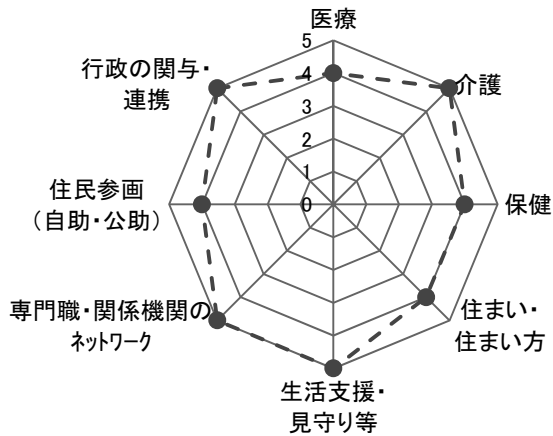 医療
介護
保健
住まい・
住まい方
生活支援・
見守り等
専門職・関係機関の
ネットワーク
住民参画
（自助・公助）
行政の関与・
連携
5
4
3
2
1
0